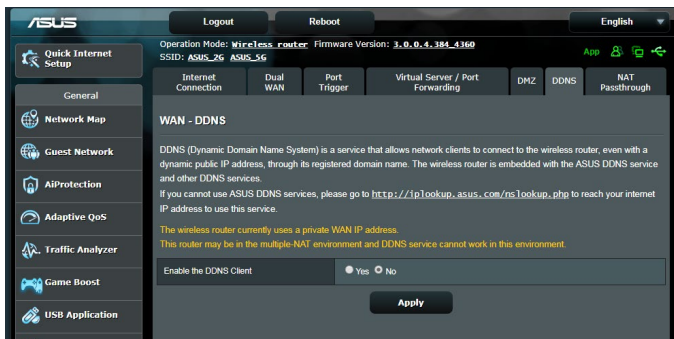 ASUS
Logout
Reboot
English
Operation Mode: Wireless router Firmware Version: 3.0.0.4.384_4360
SSID: ASUS_2G ASUS_5G
App
Quick Internet
Setup
General
Network Map
Guest Network
AiProtection
Adaptive QoS
Traffic Analyzer
Game Boost
USB Application
Internet
Connection
Dual
WAN
Port
Trigger
Virtual Server / Port
Forwarding
DMZ
DDNS
NAT
Passthrough
WAN - DDNS
DDNS (Dynamic Domain Name System) is a service that allows network clients to connect to the wireless router, even with a
dynamic public IP address, through its registered domain name. The wireless router is embedded with the ASUS DDNS service
and other DDNS services.
If you cannot use ASUS DDNS services, please go to http://iplookup.asus.com/nslookup.php to reach your internet
IP address to use this service.
The wireless router currently uses a private WAN IP address.
This router may be in the multiple-NAT environment and DDNS service cannot work in this environment.
Enable the DDNS Client
Yes No
Apply